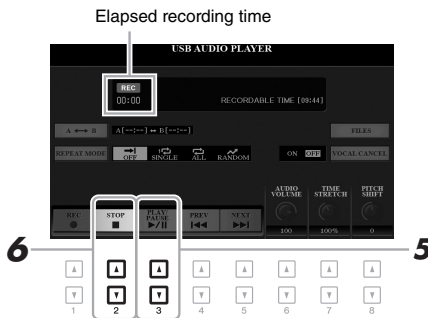 Elapsed recording time
USB AUDIO PLAYER
REC
00:00
RECORDABLE TIME [09:44]
A ↔ B
A[--:--] ↔ B[--:--]
FILES
REPEAT MODE
OFF SINGLE ALL RANDOM
ON OFF
VOCAL CANCEL
AUDIO VOLUME
TIME STRETCH
PITCH SHIFT
REC
STOP
PLAY PAUSE
PREV
NEXT
100 100% 0
6
5
1 2 3 4 5 6 7 8